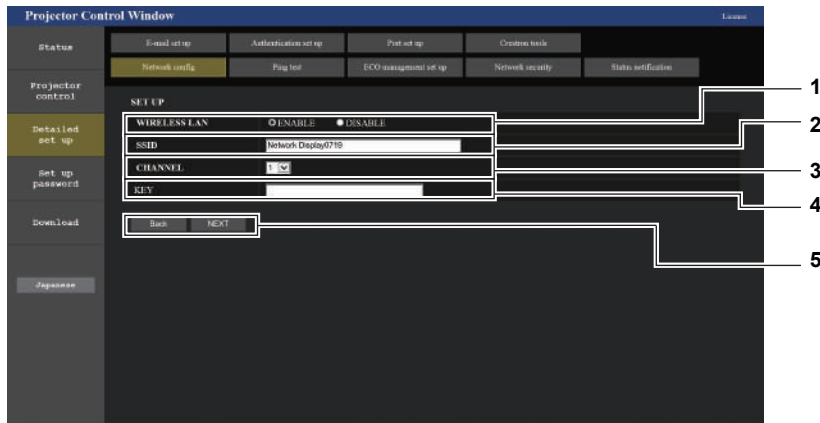 Projector Control Window
License
Status
E-mail set up
Authentication set up
Port set up
Crestron tools
Network config
Ping test
ECO management set up
Network security
Status notification
Projector
control
Detailed
set up
Set up
password
Download
Japanese
SET UP
WIRELESS LAN
ENABLE
DISABLE
SSID
Network Display0719
CHANNEL
1
KEY
Back
NEXT
1
2
3
4
5